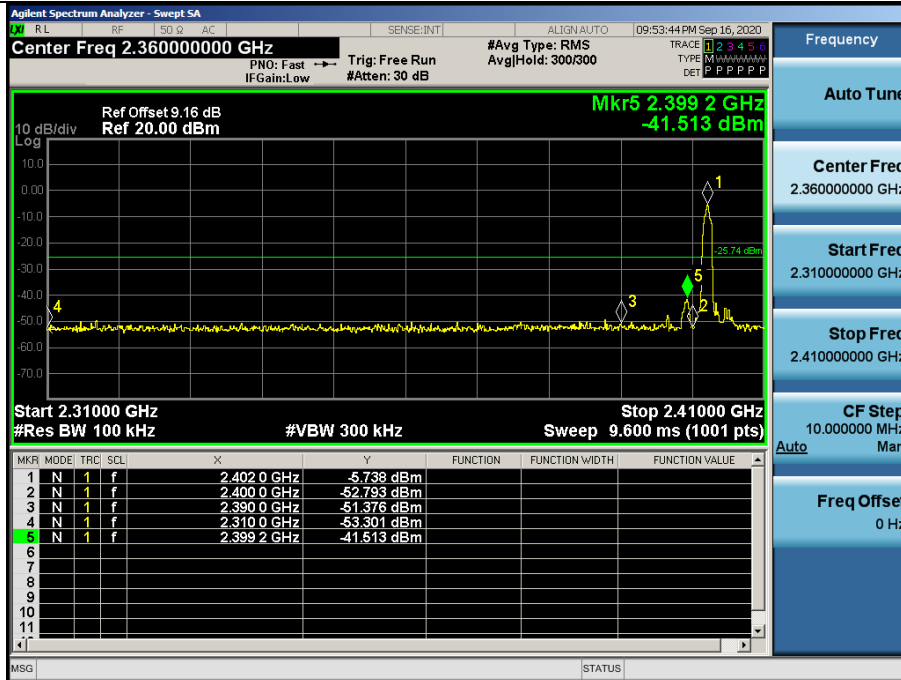 Agilent Spectrum Analyzer - Swept SA
LXI RL RF 50 Ω AC SENSE:INT ALIGN AUTO 09:53:44 PM Sep 16, 2020
Center Freq 2.360000000 GHz
#Avg Type: RMS
TRACE 1 2 3 4 5 6
PNO: Fast
Trig: Free Run
Avg|Hold: 300/300
TYPE M
IFGain:Low
#Atten: 30 dB
DET P P P P P P
Frequency
Auto Tune
Ref Offset 9.16 dB
Mkr5 2.399 2 GHz
10 dB/div
Ref 20.00 dBm
-41.513 dBm
Log
10.0
0.00
-10.0
-20.0
-30.0
-40.0
-50.0
-60.0
-70.0
1
-25.74 dBm
5
4
3
2
Start 2.31000 GHz
Stop 2.41000 GHz
#Res BW 100 kHz
#VBW 300 kHz
Sweep 9.600 ms (1001 pts)
Center Freq
2.360000000 GHz
Start Freq
2.310000000 GHz
Stop Freq
2.410000000 GHz
CF Step
10.000000 MHz
Auto Man
Freq Offset
0 Hz
MKR MODE TRC SCL X Y FUNCTION FUNCTION WIDTH FUNCTION VALUE
1 N 1 f 2.402 0 GHz -5.738 dBm
2 N 1 f 2.400 0 GHz -52.793 dBm
3 N 1 f 2.390 0 GHz -51.376 dBm
4 N 1 f 2.310 0 GHz -53.301 dBm
5 N 1 f 2.399 2 GHz -41.513 dBm
6
7
8
9
10
11
MSG
STATUS